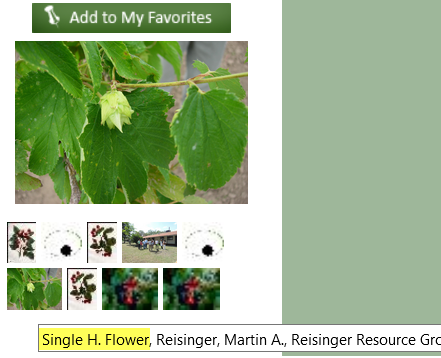 Add to My Favorites
Single H. Flower, Reisinger, Martin A., Reisinger Resource Gro